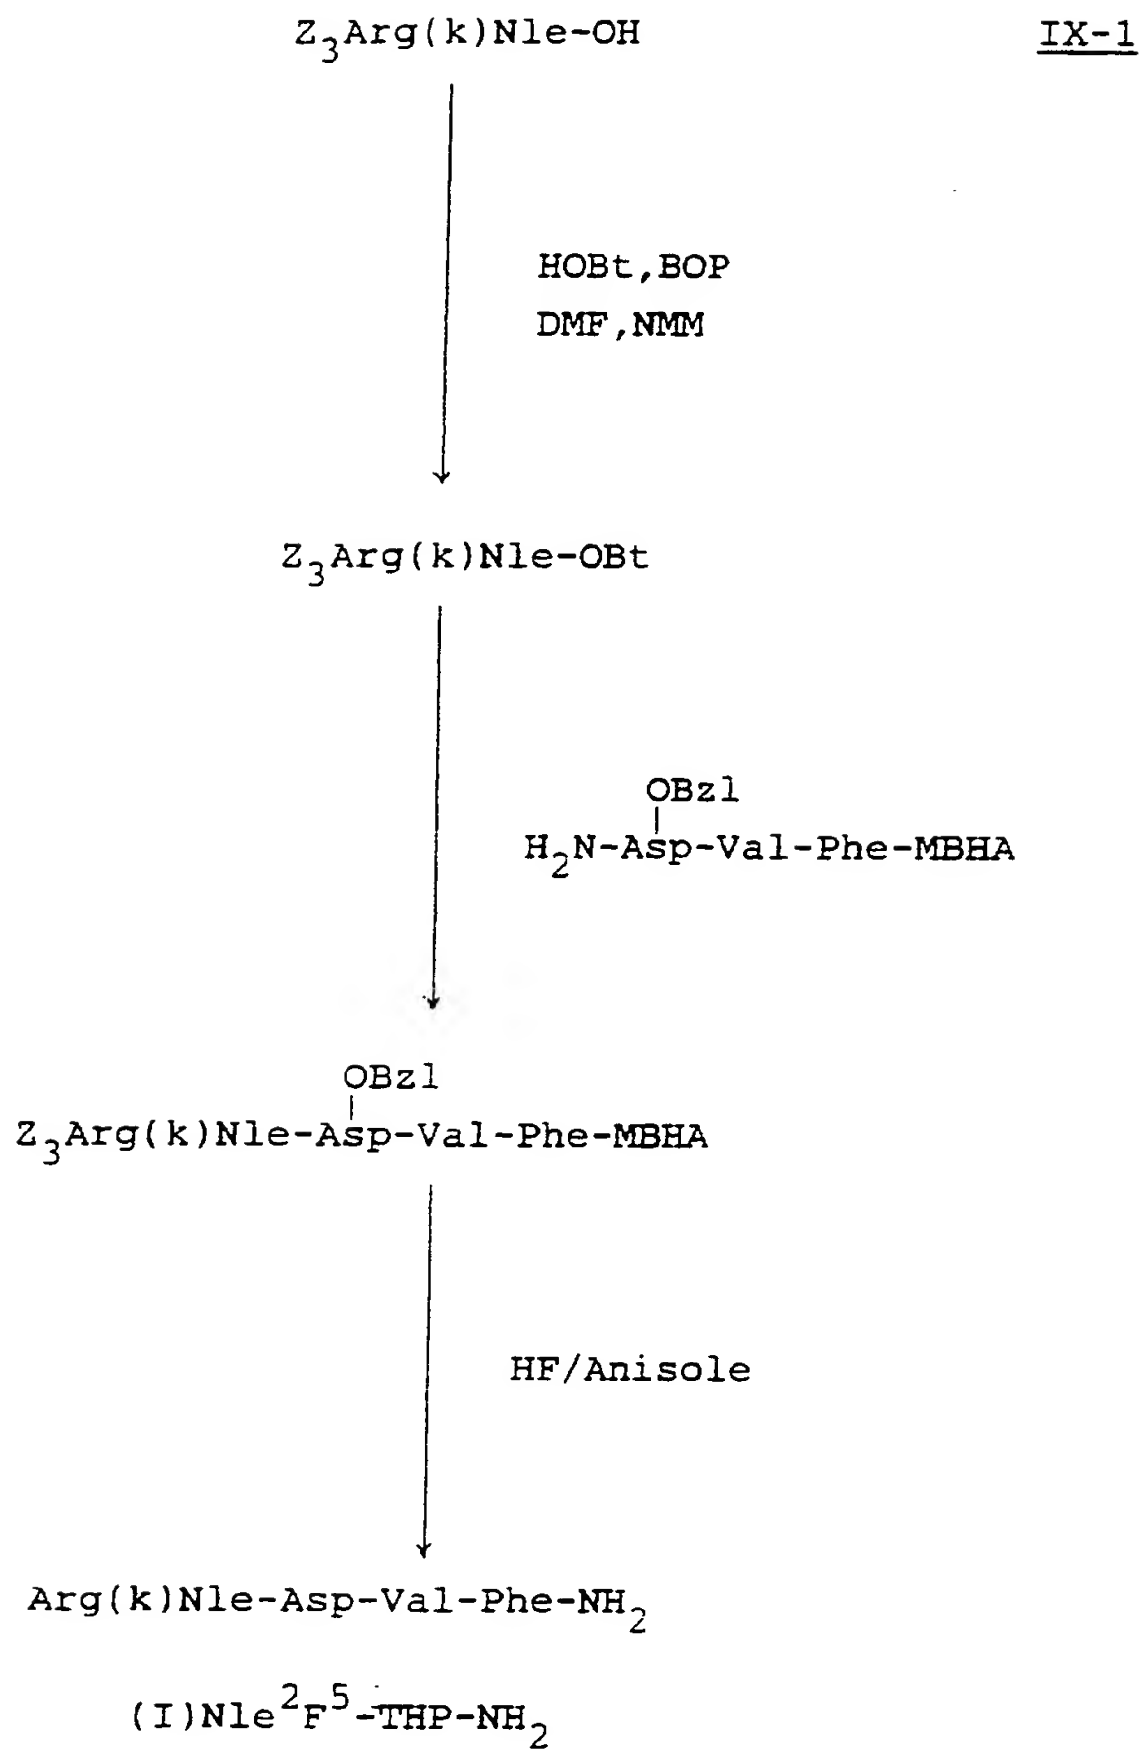 Z₃Arg(k)Nle-OH IX-1
HOBt,BOP
DMF,NMM
Z₃Arg(k)Nle-OBt
OBzl
H₂N-Asp-Val-Phe-MBHA
OBzl
Z₃Arg(k)Nle-Asp-Val-Phe-MBHA
HF/Anisole
Arg(k)Nle-Asp-Val-Phe-NH₂
(I)Nle²F⁵-THP-NH₂